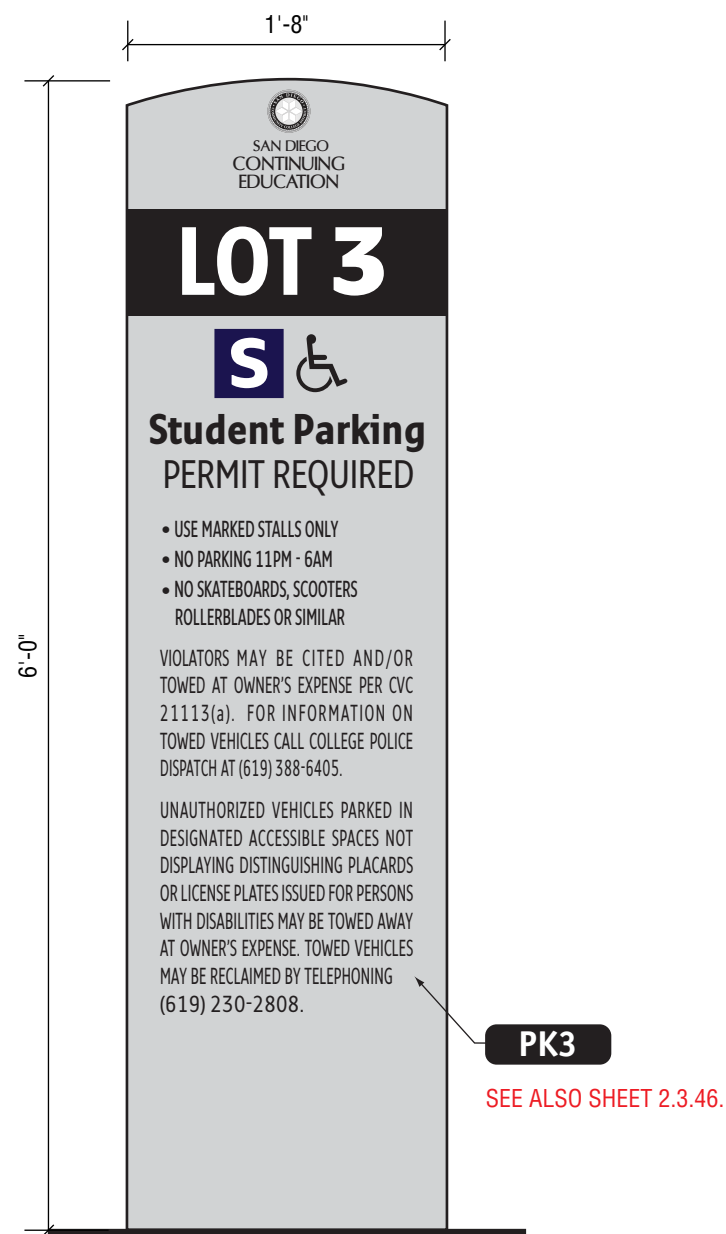 1'-8"
SAN DIEGO
CONTINUING
EDUCATION
LOT 3
S
Student Parking
PERMIT REQUIRED
• USE MARKED STALLS ONLY
• NO PARKING 11PM - 6AM
• NO SKATEBOARDS, SCOOTERS
ROLLERBLADES OR SIMILAR
6'-0"
VIOLATORS MAY BE CITED AND/OR
TOWED AT OWNER'S EXPENSE PER CVC
21113(a). FOR INFORMATION ON
TOWED VEHICLES CALL COLLEGE POLICE
DISPATCH AT (619) 388-6405.
UNAUTHORIZED VEHICLES PARKED IN
DESIGNATED ACCESSIBLE SPACES NOT
DISPLAYING DISTINGUISHING PLACARDS
OR LICENSE PLATES ISSUED FOR PERSONS
WITH DISABILITIES MAY BE TOWED AWAY
AT OWNER'S EXPENSE. TOWED VEHICLES
MAY BE RECLAIMED BY TELEPHONING
(619) 230-2808.
PK3
SEE ALSO SHEET 2.3.46.